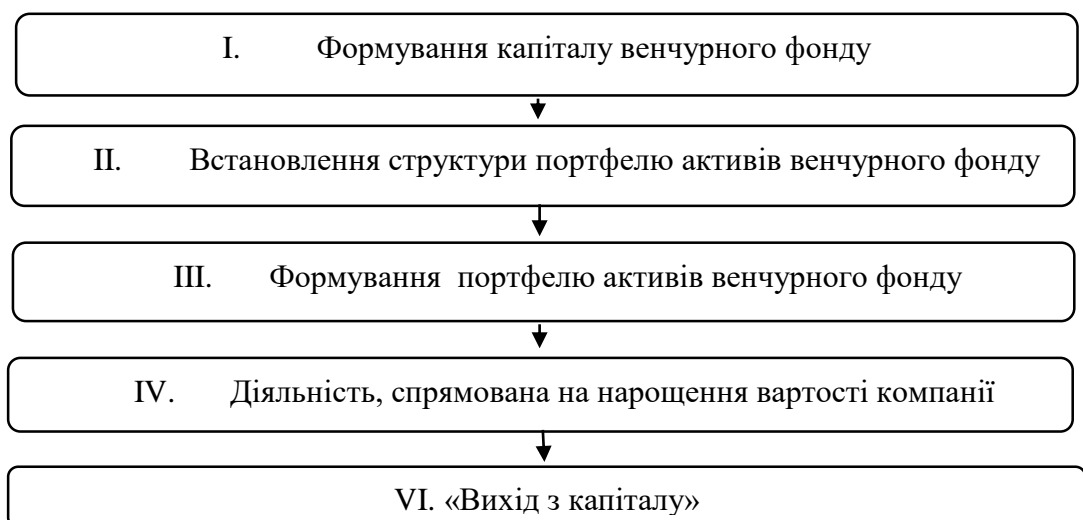 I. Формування капіталу венчурного фонду
II. Встановлення структури портфелю активів венчурного фонду
III. Формування портфелю активів венчурного фонду
IV. Діяльність, спрямована на нарощення вартості компанії
VI. «Вихід з капіталу»